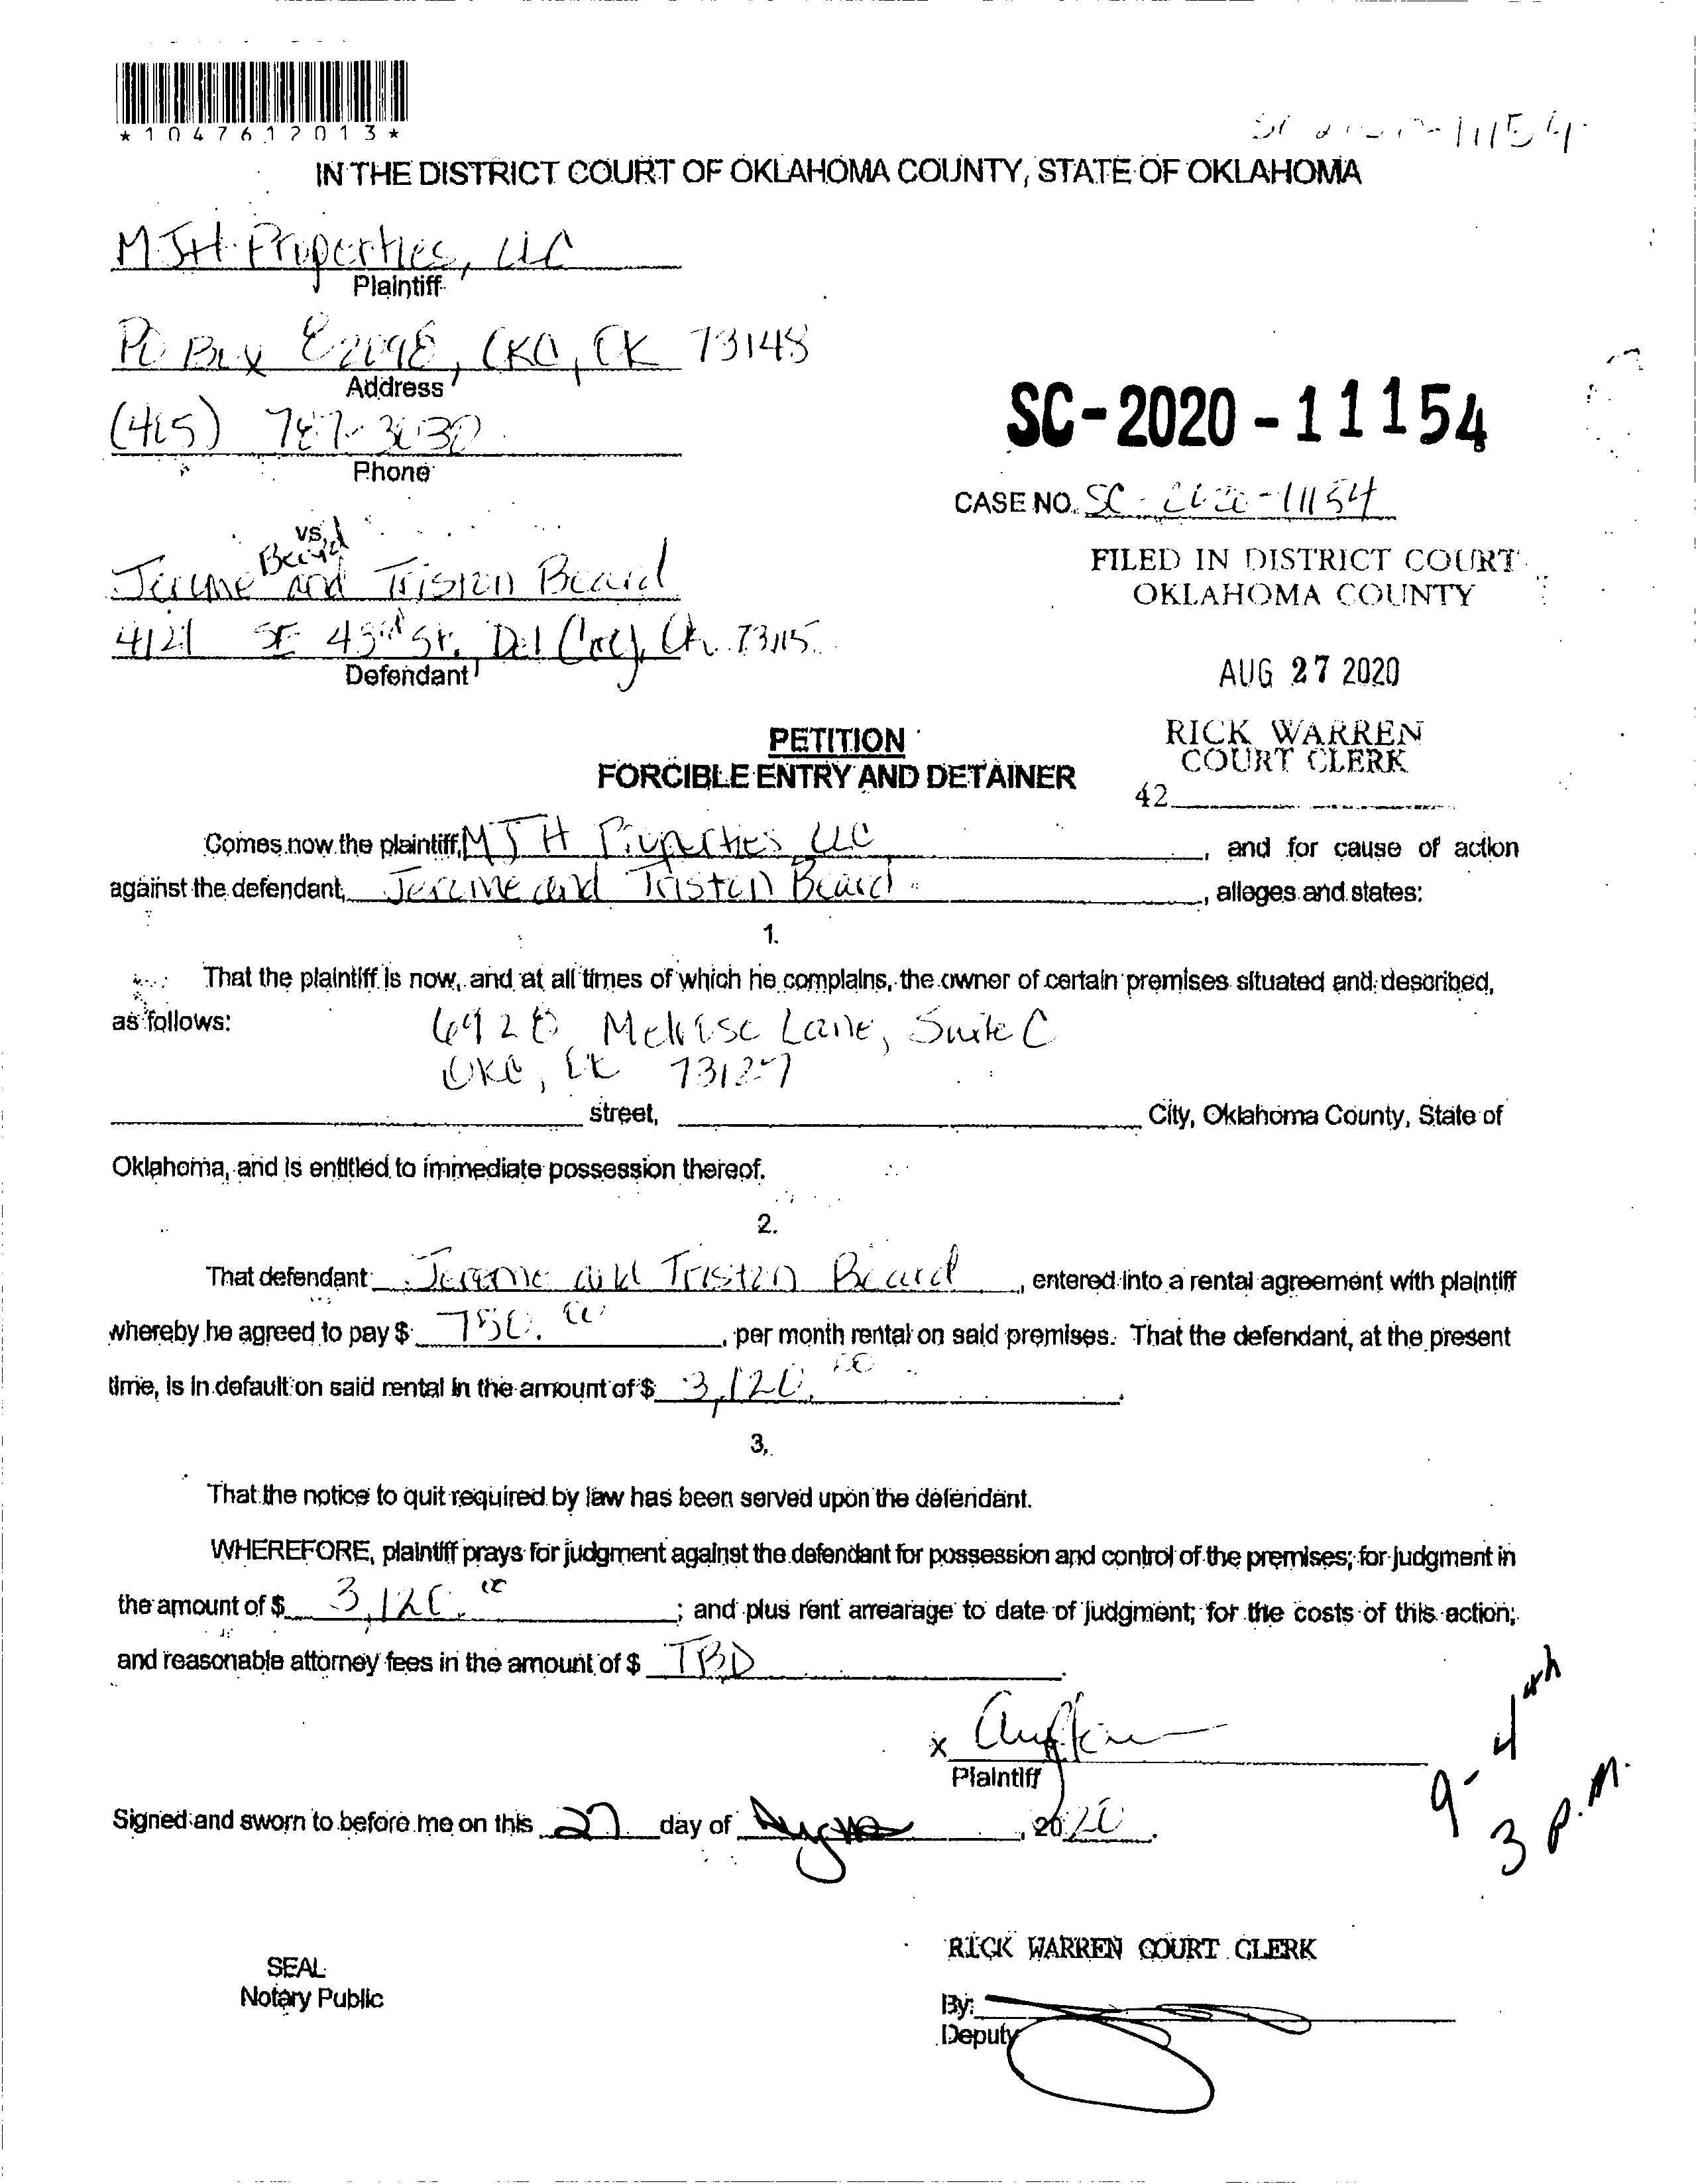 *1047612013*
11154
IN THE DISTRICT COURT OF OKLAHOMA COUNTY, STATE OF OKLAHOMA
MJH Properties, LLC
Plaintiff
PO Box 82098, OKC, OK 73148
Address
(405)
Phone
SC-2020-11154
CASE NO. SC-2020-11154
FILED IN DISTRICT COURT
OKLAHOMA COUNTY
AUG 27 2020
RICK WARREN
COURT CLERK
42
vs.
Beard
Jerome and Tristen Beard
4121 SE 43rd St. Del City, Ok 73115
Defendant
PETITION
FORCIBLE ENTRY AND DETAINER
Comes now the plaintiff, MJH Properties LLC, and for cause of action
against the defendant, Jerome and Tristen Beard, alleges and states:
1.
That the plaintiff is now, and at all times of which he complains, the owner of certain premises situated and described,
as follows: 6920 Melrose Lane, Suite C
OKC, OK 73127
street, City, Oklahoma County, State of
Oklahoma, and is entitled to immediate possession thereof.
2.
That defendant Jerome and Tristen Beard, entered into a rental agreement with plaintiff
whereby he agreed to pay $ 780.00, per month rental on said premises. That the defendant, at the present
time, is in default on said rental in the amount of $ 3,120.00.
3.
That the notice to quit required by law has been served upon the defendant.
WHEREFORE, plaintiff prays for judgment against the defendant for possession and control of the premises; for judgment in
the amount of $ 3,120.00; and plus rent arrearage to date of judgment; for the costs of this action;
and reasonable attorney fees in the amount of $ TBD.
x
Plaintiff
9-4th
3 P.M.
Signed and sworn to before me on this 27 day of August, 2020.
RICK WARREN COURT CLERK
SEAL
Notary Public
By:
Deputy